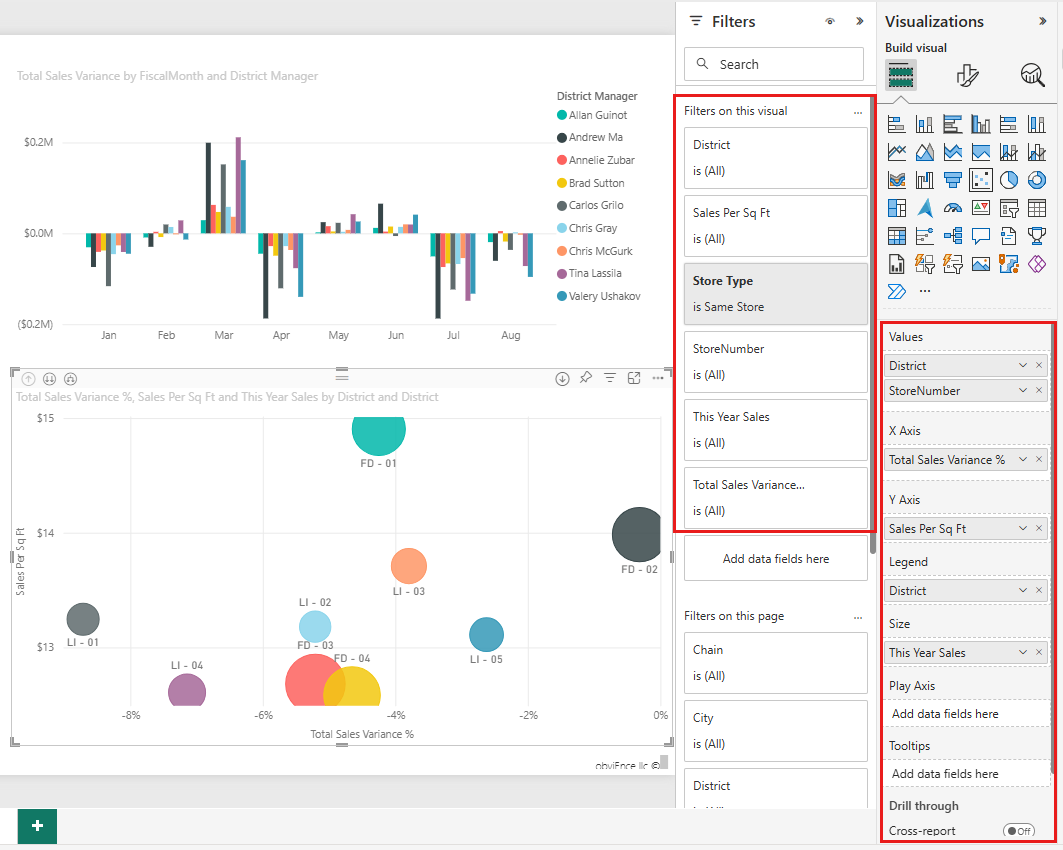 Total Sales Variance by FiscalMonth and District Manager
$0.2M
$0.0M
($0.2M)
Jan Feb Mar Apr May Jun Jul Aug
District Manager
Allan Guinot
Andrew Ma
Annelie Zubar
Brad Sutton
Carlos Grilo
Chris Gray
Chris McGurk
Tina Lassila
Valery Ushakov
Total Sales Variance %, Sales Per Sq Ft and This Year Sales by District and District
Sales Per Sq Ft
$15
$14
$13
FD - 01
FD - 02
LI - 03
LI - 02
LI - 01
FD - 03
FD - 04
LI - 05
LI - 04
-8% -6% -4% -2% 0%
Total Sales Variance %
obviEnce llc ©
Filters
Search
Filters on this visual
District
is (All)
Sales Per Sq Ft
is (All)
Store Type
is Same Store
StoreNumber
is (All)
This Year Sales
is (All)
Total Sales Variance...
is (All)
Add data fields here
Filters on this page
Chain
is (All)
City
is (All)
District
Visualizations
Build visual
Values
District
StoreNumber
X Axis
Total Sales Variance %
Y Axis
Sales Per Sq Ft
Legend
District
Size
This Year Sales
Play Axis
Add data fields here
Tooltips
Add data fields here
Drill through
Cross-report
Off